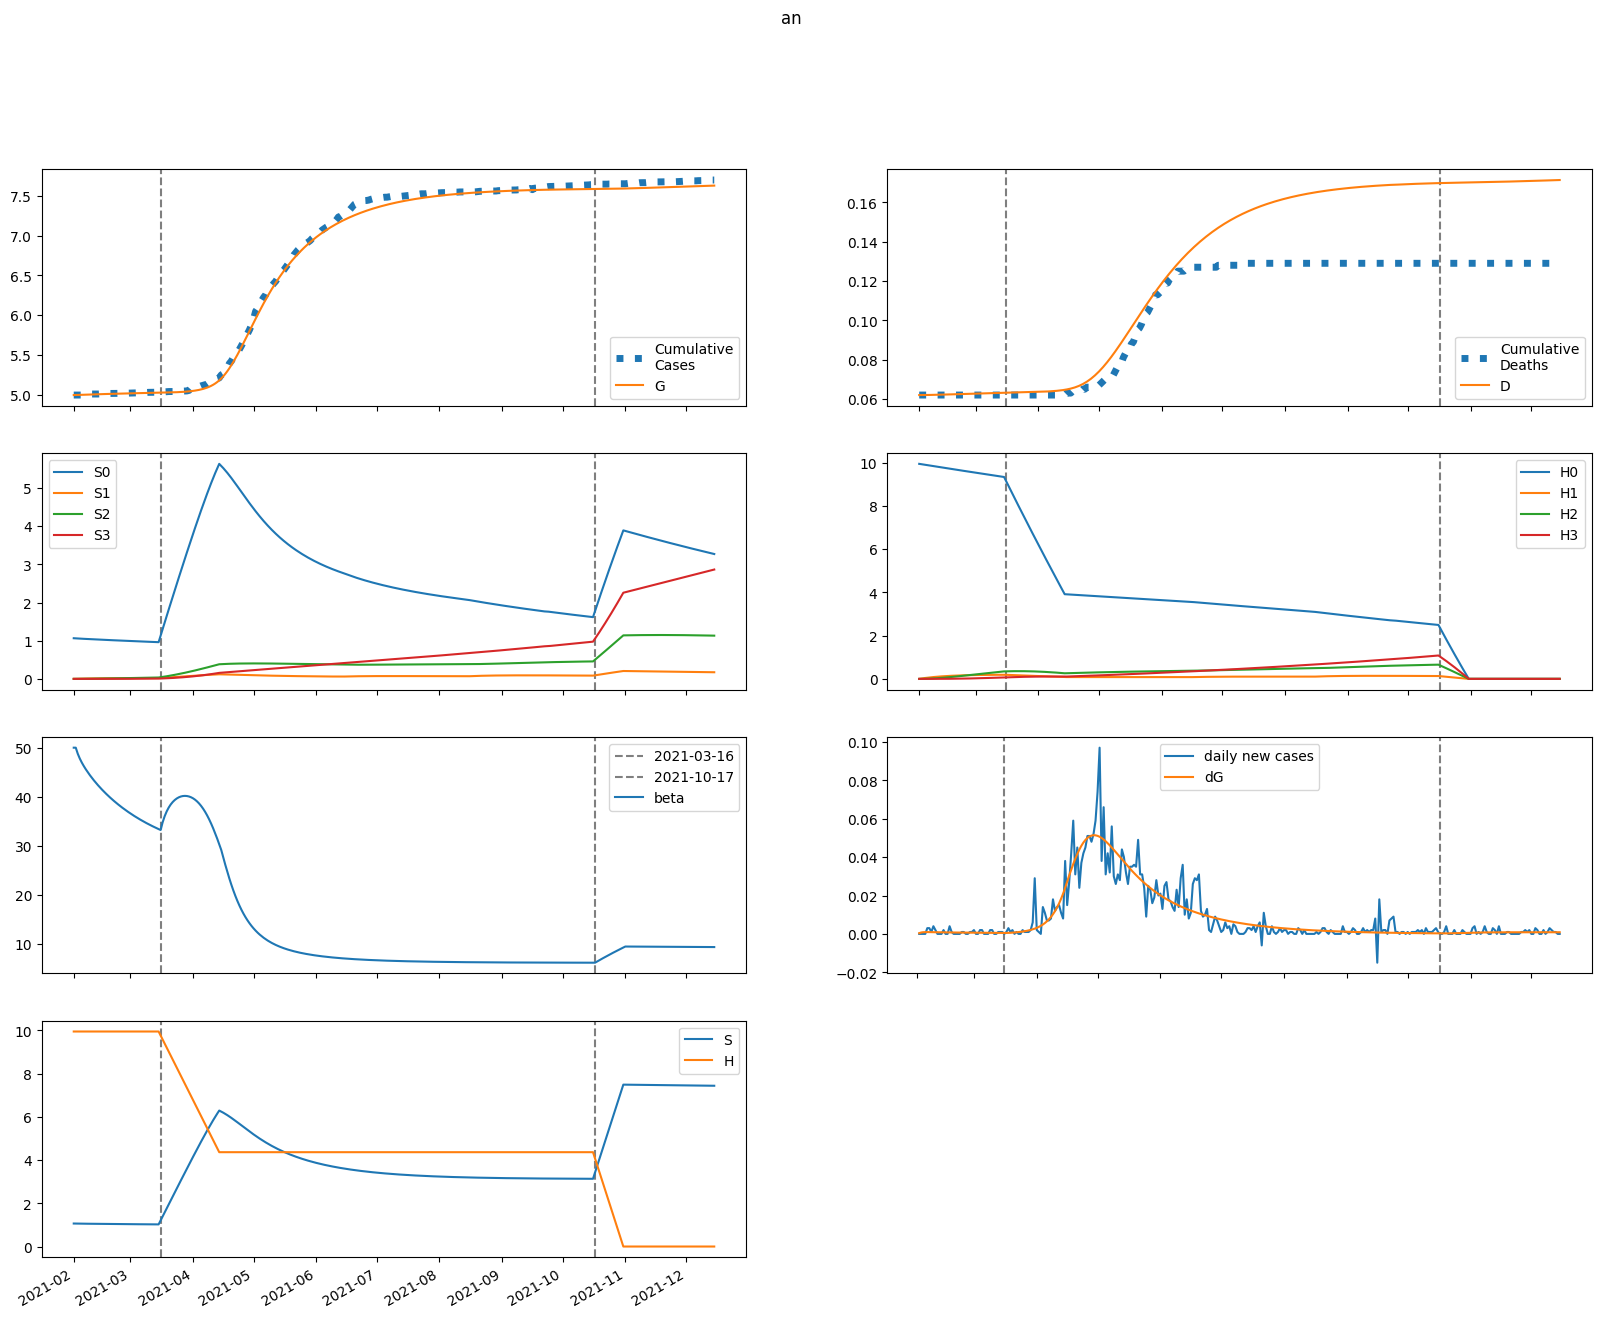 an
7.5
7.0
6.5
6.0
5.5
5.0
Cumulative
Cases
G
0.16
0.14
0.12
0.10
0.08
0.06
Cumulative
Deaths
D
5
4
3
2
1
0
S0
S1
S2
S3
10
8
6
4
2
0
H0
H1
H2
H3
50
40
30
20
10
2021-03-16
2021-10-17
beta
0.10
0.08
0.06
0.04
0.02
0.00
−0.02
daily new cases
dG
10
8
6
4
2
0
S
H
2021-02
2021-03
2021-04
2021-05
2021-06
2021-07
2021-08
2021-09
2021-10
2021-11
2021-12